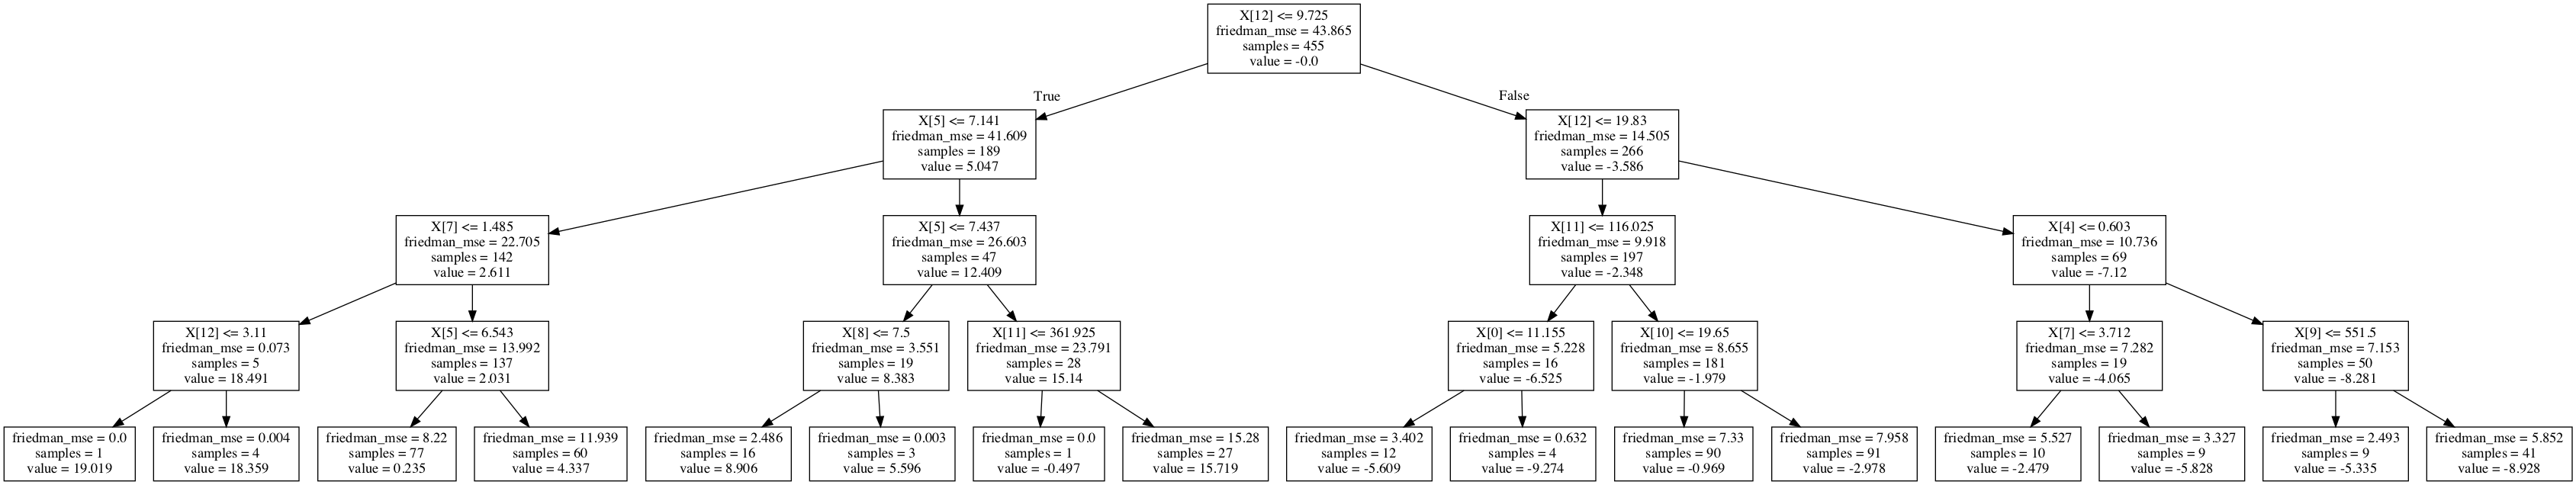 X[12] <= 9.725
friedman_mse = 43.865
samples = 455
value = -0.0
True
False
X[5] <= 7.141
friedman_mse = 41.609
samples = 189
value = 5.047
X[12] <= 19.83
friedman_mse = 14.505
samples = 266
value = -3.586
X[7] <= 1.485
friedman_mse = 22.705
samples = 142
value = 2.611
X[5] <= 7.437
friedman_mse = 26.603
samples = 47
value = 12.409
X[11] <= 116.025
friedman_mse = 9.918
samples = 197
value = -2.348
X[4] <= 0.603
friedman_mse = 10.736
samples = 69
value = -7.12
X[12] <= 3.11
friedman_mse = 0.073
samples = 5
value = 18.491
X[5] <= 6.543
friedman_mse = 13.992
samples = 137
value = 2.031
X[8] <= 7.5
friedman_mse = 3.551
samples = 19
value = 8.383
X[11] <= 361.925
friedman_mse = 23.791
samples = 28
value = 15.14
X[0] <= 11.155
friedman_mse = 5.228
samples = 16
value = -6.525
X[10] <= 19.65
friedman_mse = 8.655
samples = 181
value = -1.979
X[7] <= 3.712
friedman_mse = 7.282
samples = 19
value = -4.065
X[9] <= 551.5
friedman_mse = 7.153
samples = 50
value = -8.281
friedman_mse = 0.0
samples = 1
value = 19.019
friedman_mse = 0.004
samples = 4
value = 18.359
friedman_mse = 8.22
samples = 77
value = 0.235
friedman_mse = 11.939
samples = 60
value = 4.337
friedman_mse = 2.486
samples = 16
value = 8.906
friedman_mse = 0.003
samples = 3
value = 5.596
friedman_mse = 0.0
samples = 1
value = -0.497
friedman_mse = 15.28
samples = 27
value = 15.719
friedman_mse = 3.402
samples = 12
value = -5.609
friedman_mse = 0.632
samples = 4
value = -9.274
friedman_mse = 7.33
samples = 90
value = -0.969
friedman_mse = 7.958
samples = 91
value = -2.978
friedman_mse = 5.527
samples = 10
value = -2.479
friedman_mse = 3.327
samples = 9
value = -5.828
friedman_mse = 2.493
samples = 9
value = -5.335
friedman_mse = 5.852
samples = 41
value = -8.928